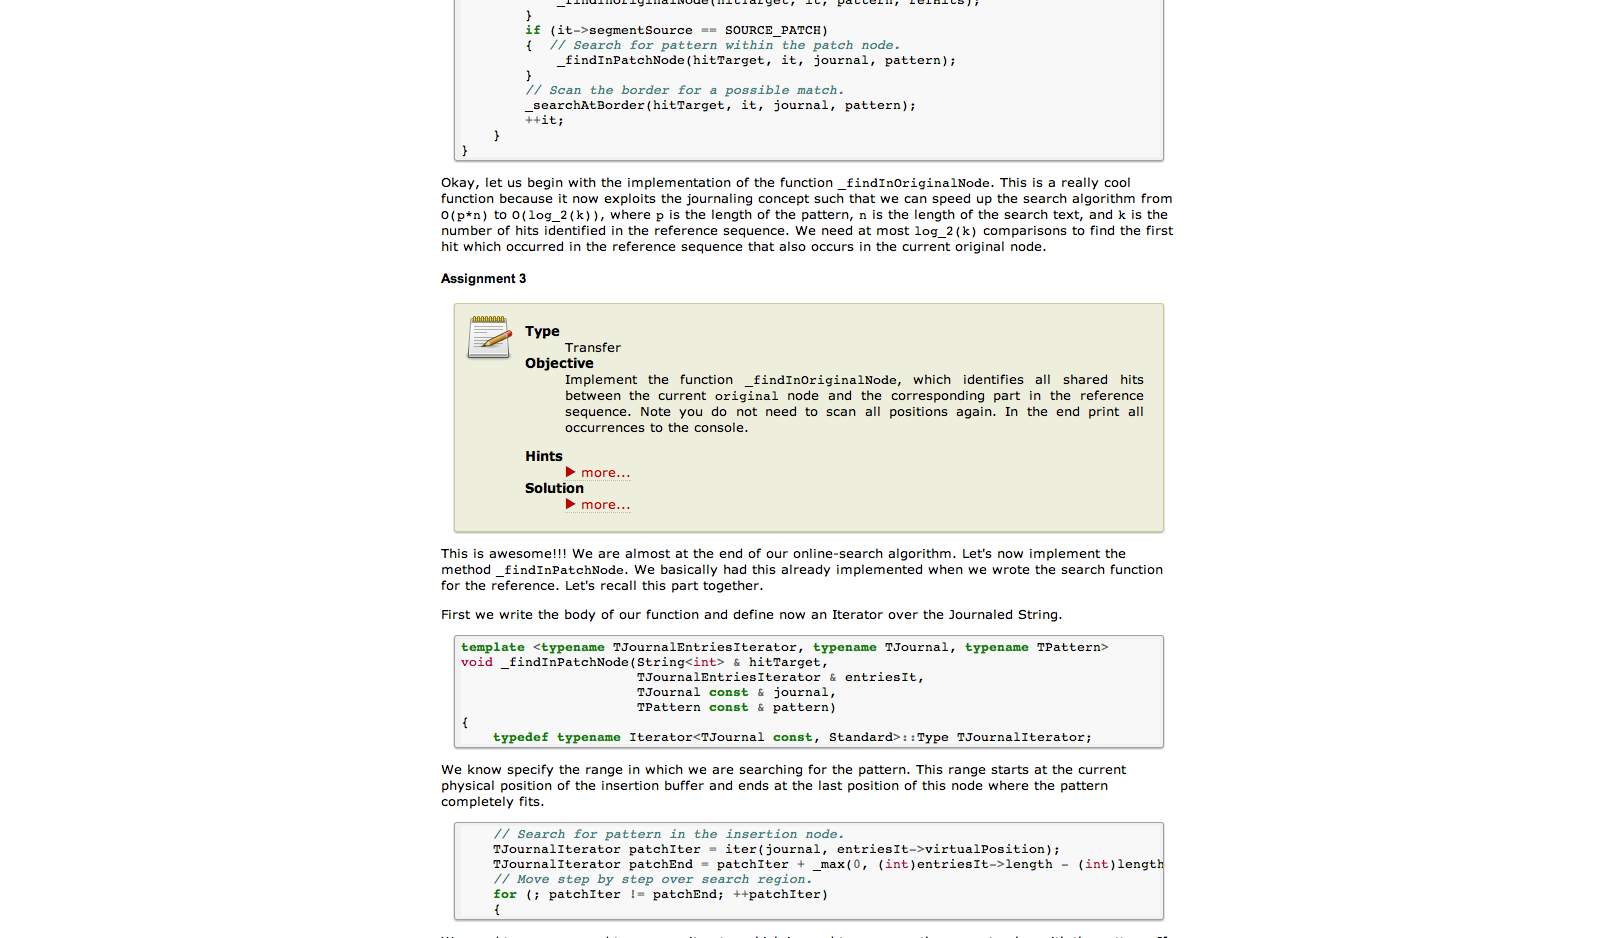 _findInOriginalNode(hitTarget, it, pattern, refHits);
}
if (it->segmentSource == SOURCE_PATCH)
{  // Search for pattern within the patch node.
_findInPatchNode(hitTarget, it, journal, pattern);
}
// Scan the border for a possible match.
_searchAtBorder(hitTarget, it, journal, pattern);
++it;
}
}
Okay, let us begin with the implementation of the function _findInOriginalNode. This is a really cool
function because it now exploits the journaling concept such that we can speed up the search algorithm from
O(p*n) to O(log_2(k)), where p is the length of the pattern, n is the length of the search text, and k is the
number of hits identified in the reference sequence. We need at most log_2(k) comparisons to find the first
hit which occurred in the reference sequence that also occurs in the current original node.
Assignment 3
Type
Transfer
Objective
Implement the function _findInOriginalNode, which identifies all shared hits
between the current original node and the corresponding part in the reference
sequence. Note you do not need to scan all positions again. In the end print all
occurrences to the console.
Hints
more...
Solution
more...
This is awesome!!! We are almost at the end of our online-search algorithm. Let's now implement the
method _findInPatchNode. We basically had this already implemented when we wrote the search function
for the reference. Let's recall this part together.
First we write the body of our function and define now an Iterator over the Journaled String.
template <typename TJournalEntriesIterator, typename TJournal, typename TPattern>
void _findInPatchNode(String<int> & hitTarget,
TJournalEntriesIterator & entriesIt,
TJournal const & journal,
TPattern const & pattern)
{
typedef typename Iterator<TJournal const, Standard>::Type TJournalIterator;
We know specify the range in which we are searching for the pattern. This range starts at the current
physical position of the insertion buffer and ends at the last position of this node where the pattern
completely fits.
// Search for pattern in the insertion node.
TJournalIterator patchIter = iter(journal, entriesIt->virtualPosition);
TJournalIterator patchEnd = patchIter + _max(0, (int)entriesIt->length - (int)length
// Move step by step over search region.
for (; patchIter != patchEnd; ++patchIter)
{